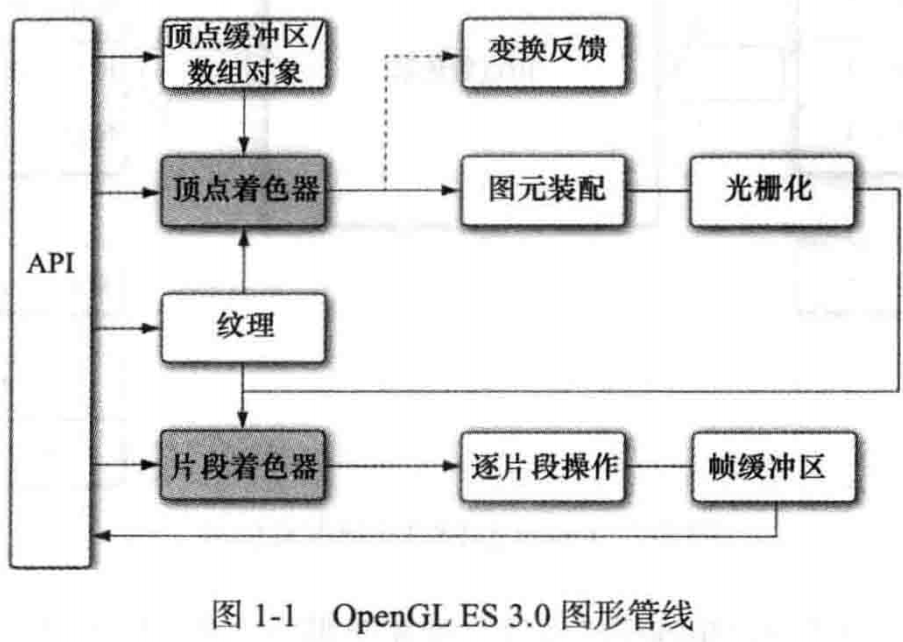 顶点缓冲区/
数组对象
变换反馈
顶点着色器
图元装配
光栅化
API
纹理
片段着色器
逐片段操作
帧缓冲区
图 1-1 OpenGL ES 3.0 图形管线